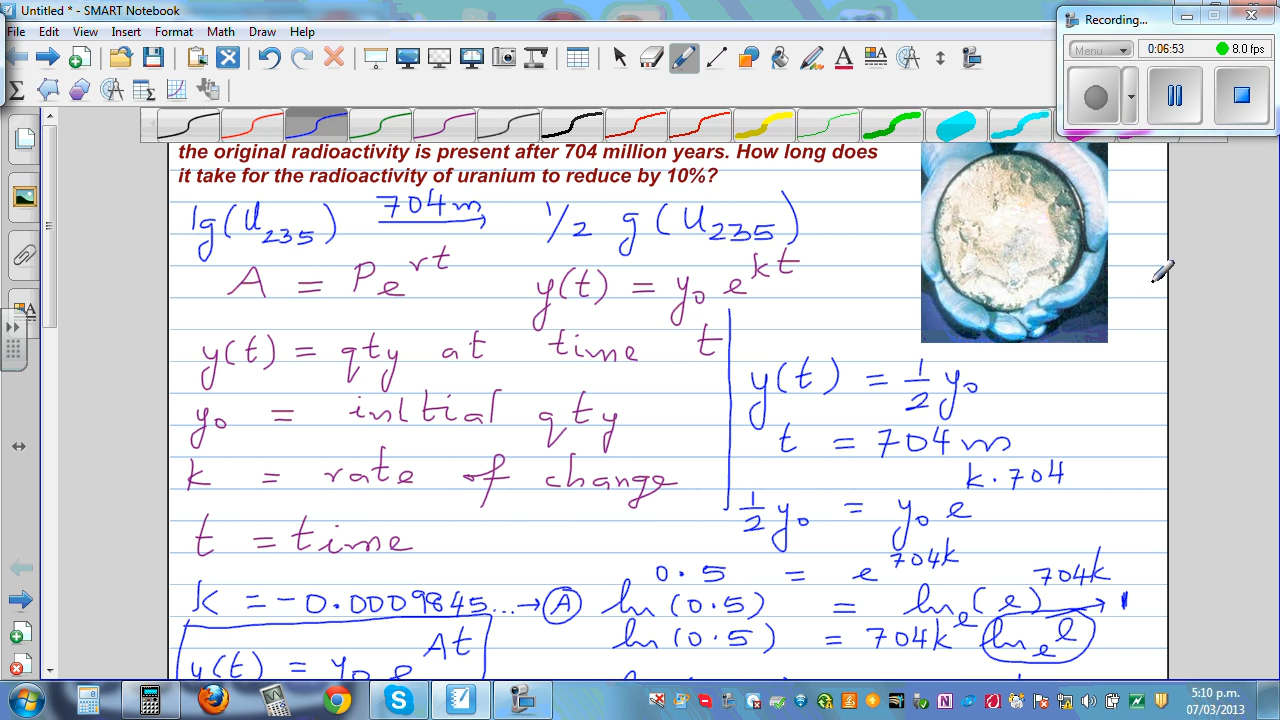 Untitled * - SMART Notebook
File Edit View Insert Format Math Draw Help
Recording...
Menu
0:06:53
8.0 fps
the original radioactivity is present after 704 million years. How long does
it take for the radioactivity of uranium to reduce by 10%?
1g(U₂₃₅) 704m → 1/2 g(U₂₃₅)
A = Pe^rt y(t) = y₀ e^kt
y(t) = qty at time t
y₀ = initial qty
k = rate of change
t = time
k = -0.0009845... → Ⓐ
y(t) = y₀ e^At
y(t) = 1/2 y₀
t = 704m
1/2 y₀ = y₀ e^k·704
0.5 = e^704k
ln(0.5) = lnₑ(e)^704k → 1
ln(0.5) = 704k lnₑe
5:10 p.m.
07/03/2013